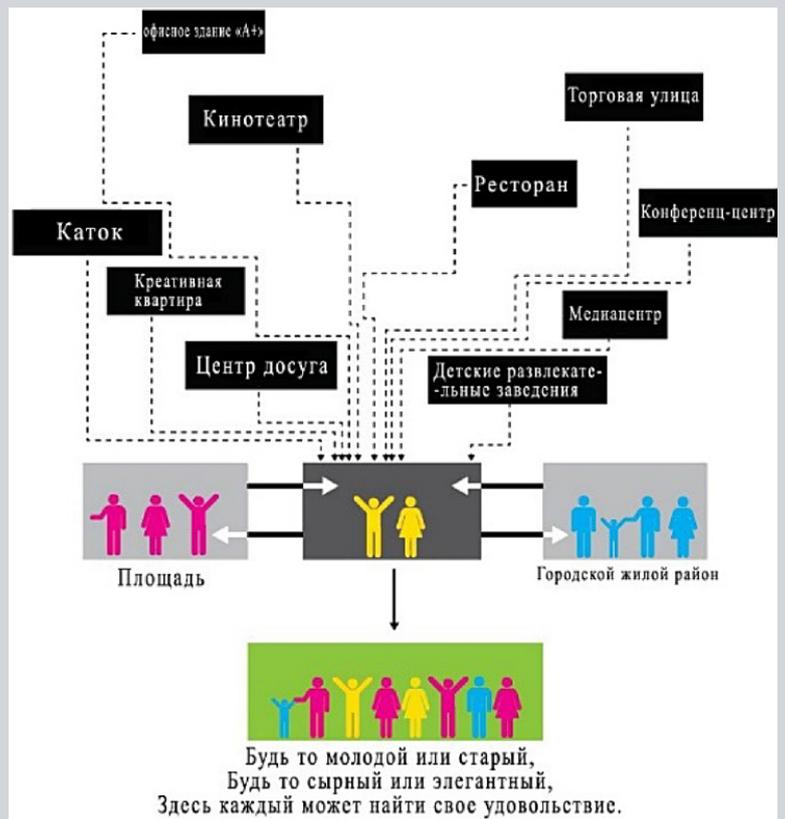 офисное здание «А+»
Кинотеатр
Торговая улица
Ресторан
Конференц-центр
Каток
Креативная
квартира
Медиацентр
Центр досуга
Детские развлекате-
-льные заведения
Площадь
Городской жилой район
Будь то молодой или старый,
Будь то сырный или элегантный,
Здесь каждый может найти свое удовольствие.